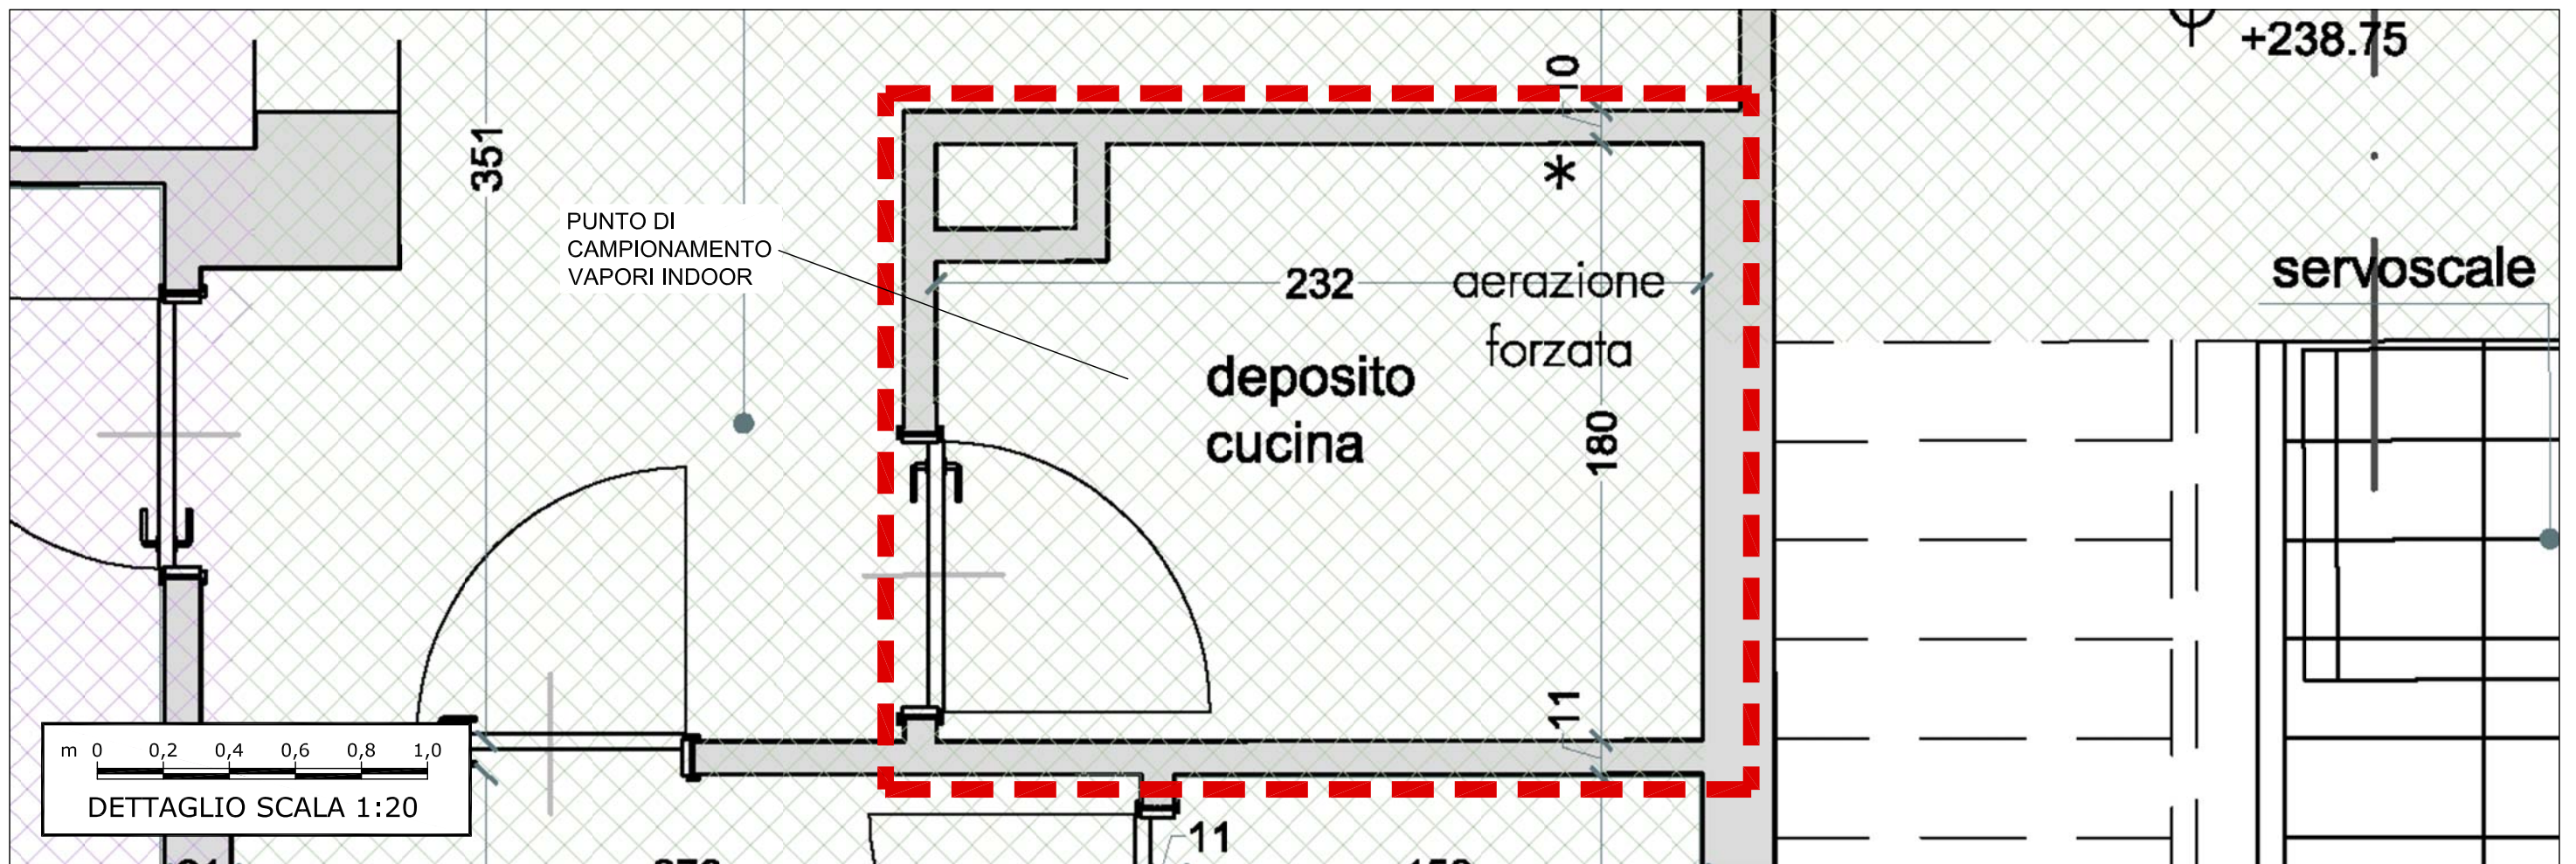 +238.75
10
351
*
PUNTO DI
CAMPIONAMENTO
VAPORI INDOOR
232
aerazione
forzata
servoscale
deposito
cucina
180
11
m 0 0,2 0,4 0,6 0,8 1,0
DETTAGLIO SCALA 1:20
11